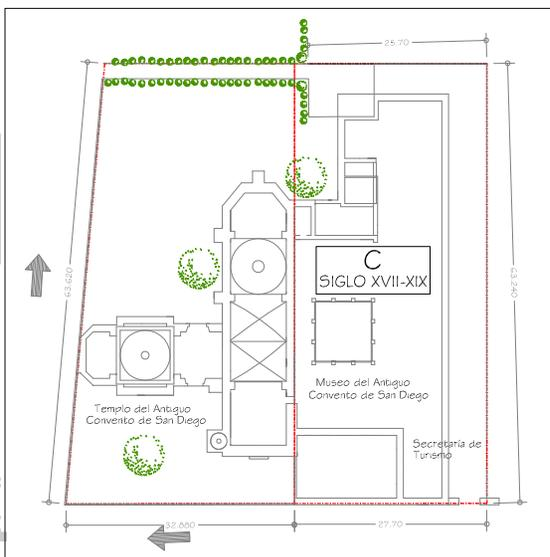 25.70
63.620
C
SIGLO XVII-XIX
63.240
Museo del Antiguo
Convento de San Diego
Templo del Antiguo
Convento de San Diego
Secretaría de
Turismo
32.880
27.70